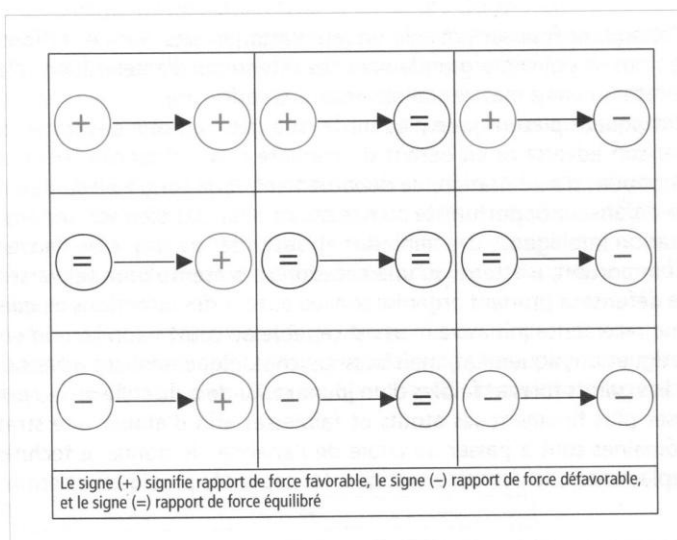 + + + = + −
= + = = = −
− + − = − −
Le signe (+) signifie rapport de force favorable, le signe (–) rapport de force défavorable,
et le signe (=) rapport de force équilibré